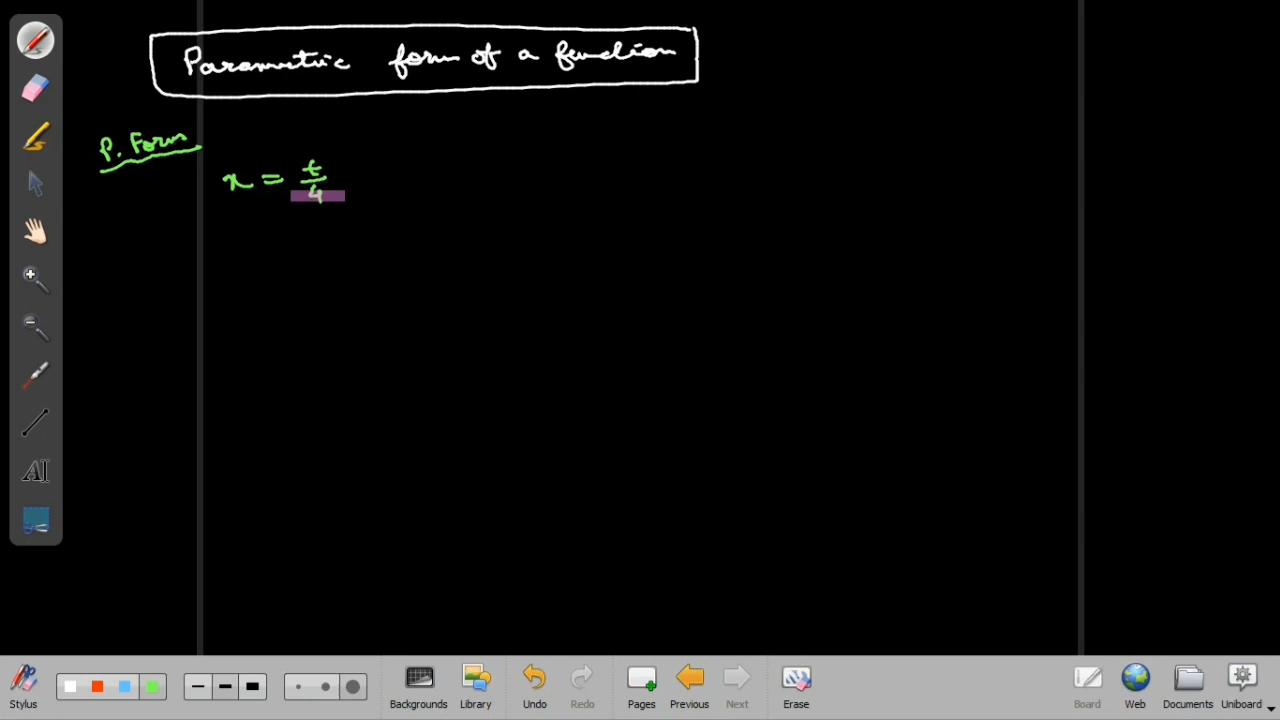 Parametric form of a function
P. Form
x = t/4
Stylus
Backgrounds
Library
Undo
Redo
Pages
Previous
Next
Erase
Board
Web
Documents
Uniboard